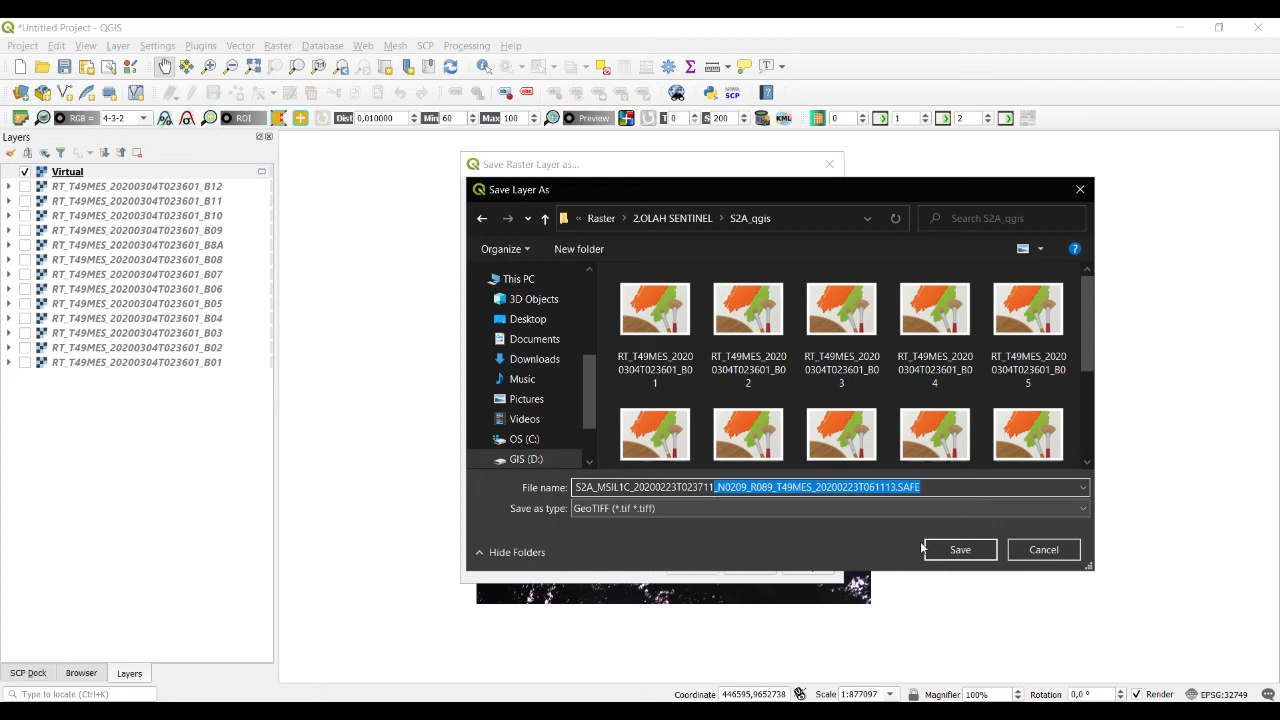 *Untitled Project - QGIS
Project Edit View Layer Settings Plugins Vector Raster Database Web Mesh SCP Processing Help
NIWA SCP
RGB = 4-3-2 ROI Dist 0,010000 Min 60 Max 100 Preview T 0 S 200 KML 0 1 2
Layers
Virtual
RT_T49MES_20200304T023601_B12
RT_T49MES_20200304T023601_B11
RT_T49MES_20200304T023601_B10
RT_T49MES_20200304T023601_B09
RT_T49MES_20200304T023601_B8A
RT_T49MES_20200304T023601_B08
RT_T49MES_20200304T023601_B07
RT_T49MES_20200304T023601_B06
RT_T49MES_20200304T023601_B05
RT_T49MES_20200304T023601_B04
RT_T49MES_20200304T023601_B03
RT_T49MES_20200304T023601_B02
RT_T49MES_20200304T023601_B01
Save Raster Layer as...
Save Layer As
« Raster > 2.OLAH SENTINEL > S2A_qgis
Search S2A_qgis
Organize New folder
This PC
3D Objects
Desktop
Documents
Downloads
Music
Pictures
Videos
OS (C:)
GIS (D:)
RT_T49MES_2020 RT_T49MES_2020 RT_T49MES_2020 RT_T49MES_2020 RT_T49MES_2020
0304T023601_B0 0304T023601_B0 0304T023601_B0 0304T023601_B0 0304T023601_B0
1 2 3 4 5
File name: S2A_MSIL1C_20200223T023711_N0209_R089_T49MES_20200223T061113.SAFE
Save as type: GeoTIFF (*.tif *.tiff)
Hide Folders Save Cancel
SCP Dock Browser Layers
Type to locate (Ctrl+K) Coordinate 446595,9652738 Scale 1:877097 Magnifier 100% Rotation 0,0 ° Render EPSG:32749